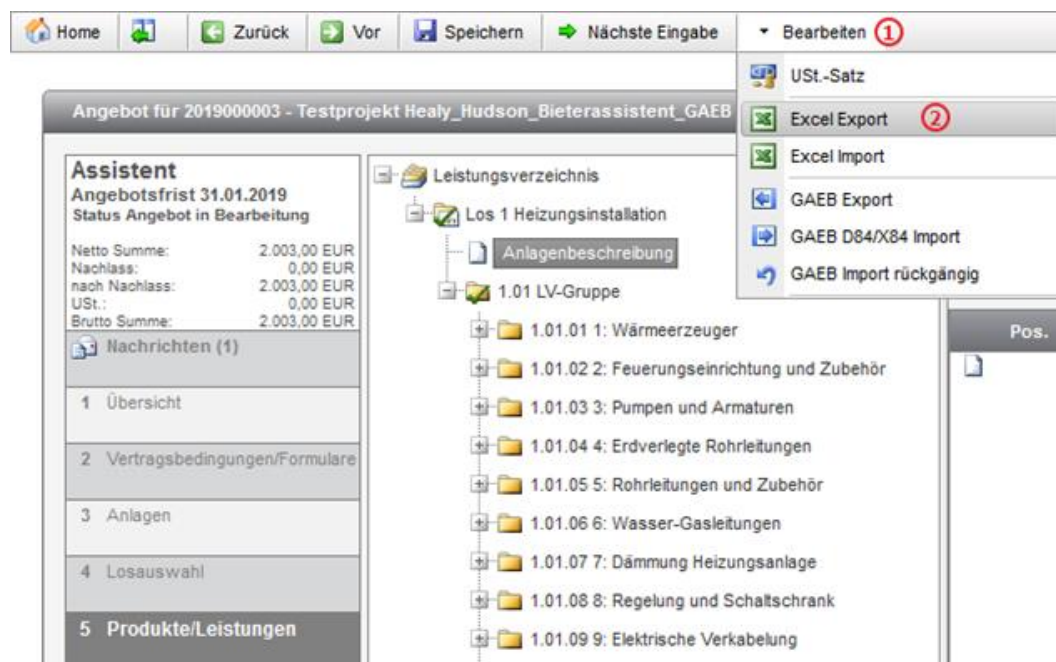 Home Zurück Vor Speichern Nächste Eingabe Bearbeiten 1
USt.-Satz
Excel Export 2
Excel Import
GAEB Export
GAEB D84/X84 Import
GAEB Import rückgängig
Angebot für 2019000003 - Testprojekt Healy_Hudson_Bieterassistent_GAEB
Assistent
Angebotsfrist 31.01.2019
Status Angebot in Bearbeitung
Netto Summe: 2.003,00 EUR
Nachlass: 0,00 EUR
nach Nachlass: 2.003,00 EUR
USt.: 0,00 EUR
Brutto Summe: 2.003,00 EUR
Nachrichten (1)
1 Übersicht
2 Vertragsbedingungen/Formulare
3 Anlagen
4 Losauswahl
5 Produkte/Leistungen
Leistungsverzeichnis
Los 1 Heizungsinstallation
Anlagenbeschreibung
1.01 LV-Gruppe
1.01.01 1: Wärmeerzeuger
1.01.02 2: Feuerungseinrichtung und Zubehör
1.01.03 3: Pumpen und Armaturen
1.01.04 4: Erdverlegte Rohrleitungen
1.01.05 5: Rohrleitungen und Zubehör
1.01.06 6: Wasser-Gasleitungen
1.01.07 7: Dämmung Heizungsanlage
1.01.08 8: Regelung und Schaltschrank
1.01.09 9: Elektrische Verkabelung
Pos.